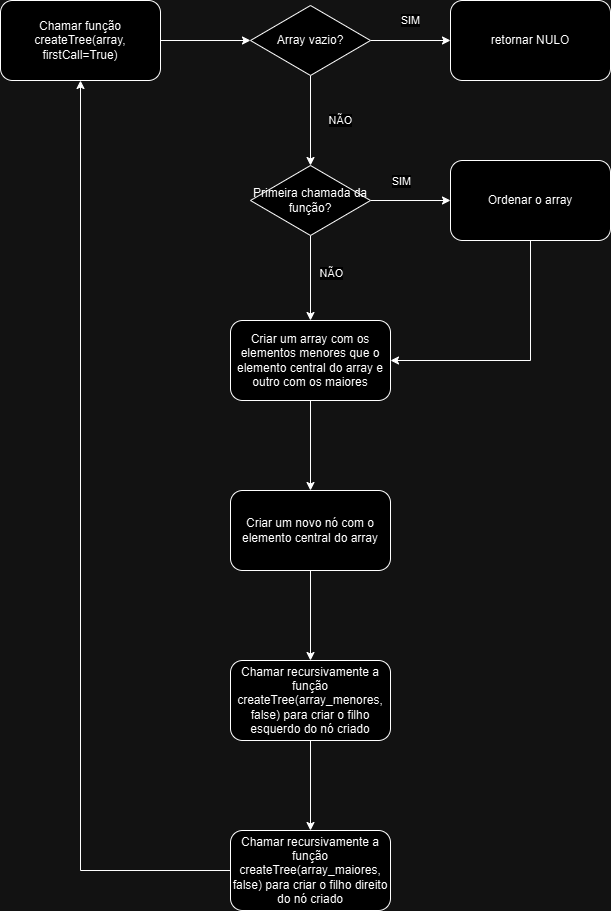 Chamar função
createTree(array,
firstCall=True)
Array vazio?
SIM
retornar NULO
NÃO
Primeira chamada da
função?
SIM
Ordenar o array
NÃO
Criar um array com os
elementos menores que o
elemento central do array e
outro com os maiores
Criar um novo nó com o
elemento central do array
Chamar recursivamente a
função
createTree(array_menores,
false) para criar o filho
esquerdo do nó criado
Chamar recursivamente a
função
createTree(array_maiores,
false) para criar o filho direito
do nó criado